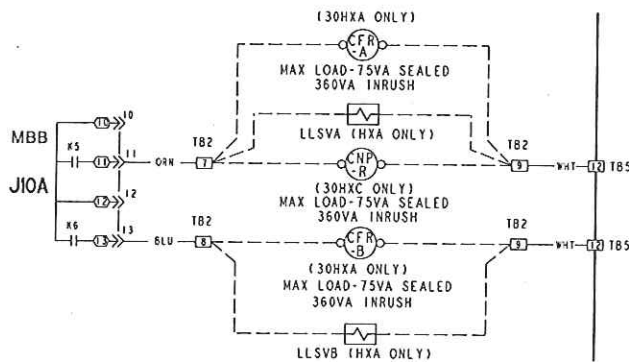 (30HXA ONLY)
CFR
-A
MAX LOAD-75VA SEALED
360VA INRUSH
10 10
MBB
K5
LLSVA (HXA ONLY)
TB2
TB2
11 11
ORN
7
CNP
-R
9
WHT
12 TB5
J10A
(30HXC ONLY)
MAX LOAD-75VA SEALED
360VA INRUSH
12 12
K6
TB2
TB2
13 13
BLU
8
CFR
-B
9
WHT
12 TB5
(30HXA ONLY)
MAX LOAD-75VA SEALED
360VA INRUSH
LLSVB (HXA ONLY)